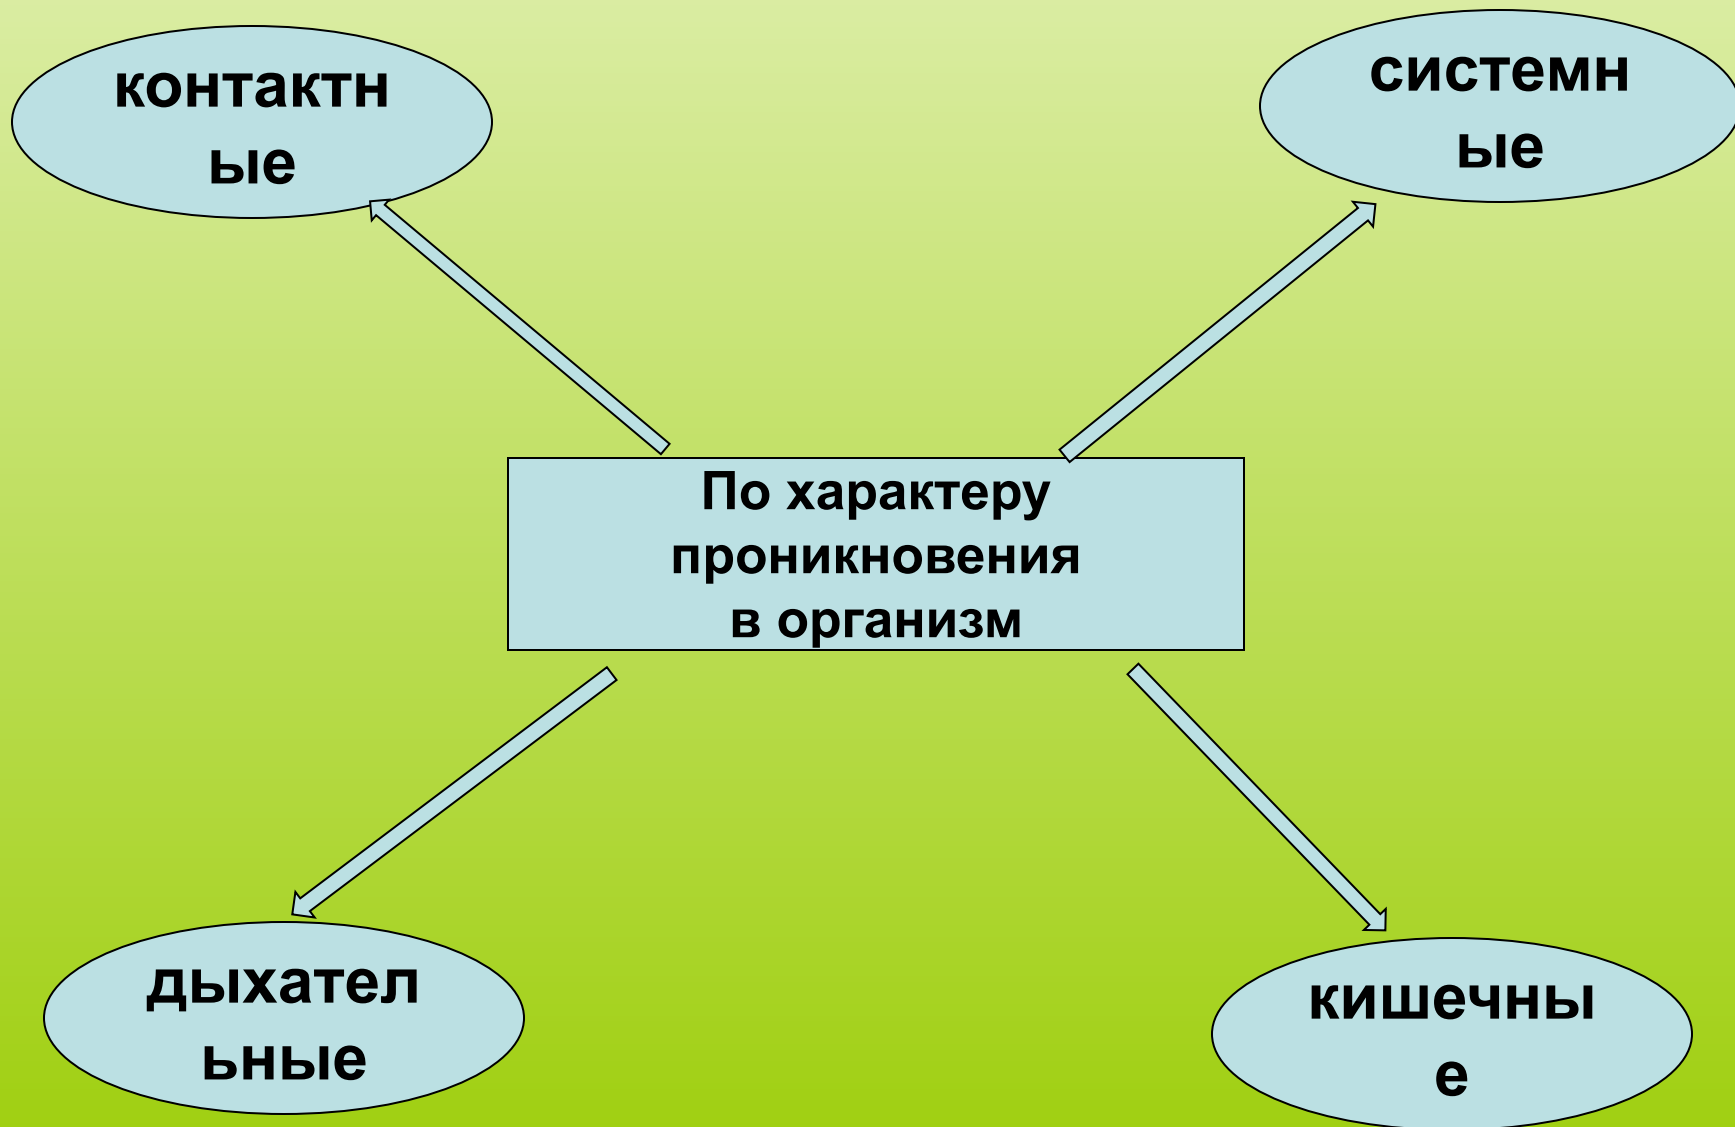 контактн
ые
системн
ые
По характеру
проникновения
в организм
дыхател
ьные
кишечны
е